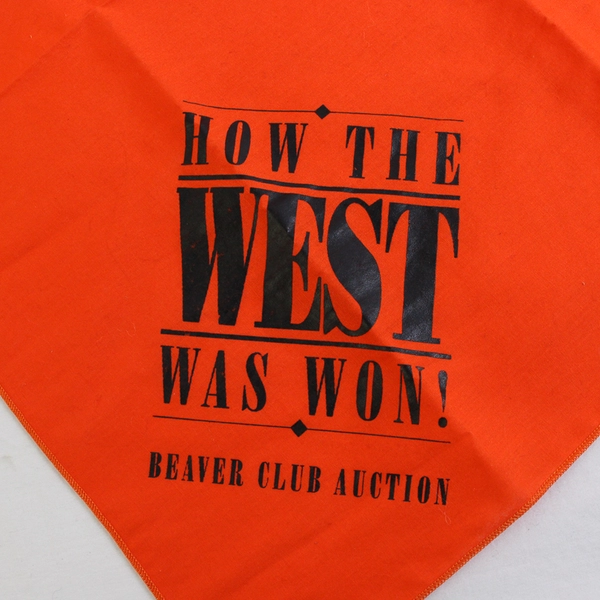 HOW THE
WEST
WAS WON!
BEAVER CLUB AUCTION